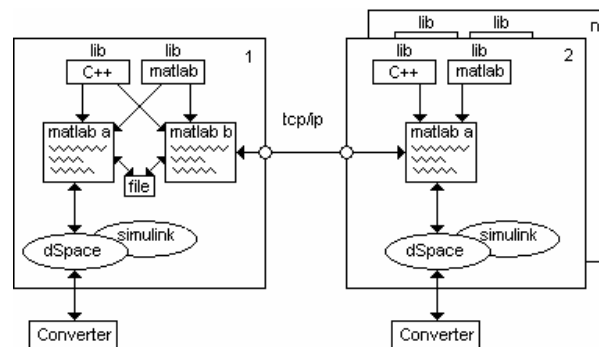 lib lib 1
C++ matlab
matlab a matlab b
file
simulink
dSpace
Converter
tcp/ip
lib lib n
lib lib 2
C++ matlab
matlab a
simulink
dSpace
Converter